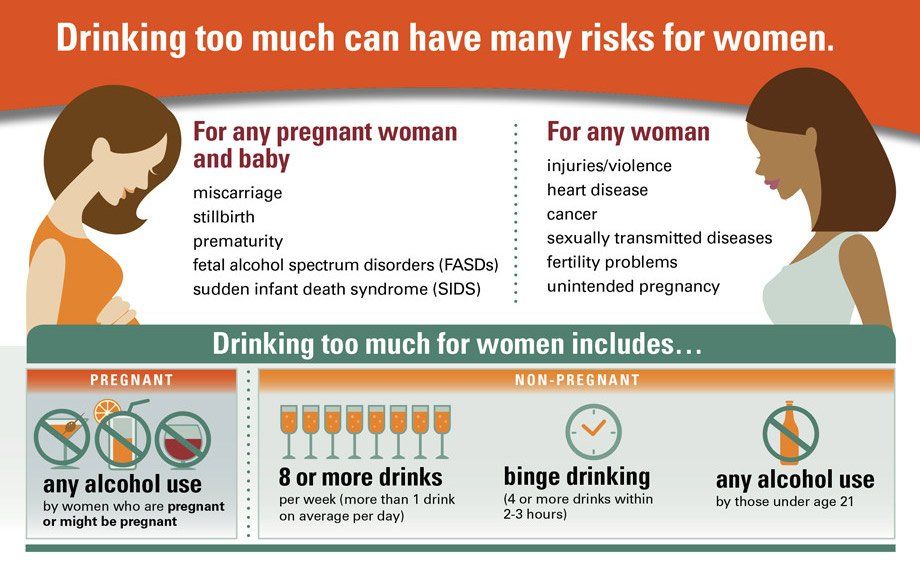 Drinking too much can have many risks for women.
For any pregnant woman
and baby
miscarriage
stillbirth
prematurity
fetal alcohol spectrum disorders (FASDs)
sudden infant death syndrome (SIDS)
For any woman
injuries/violence
heart disease
cancer
sexually transmitted diseases
fertility problems
unintended pregnancy
Drinking too much for women includes…
PREGNANT
any alcohol use
by women who are pregnant
or might be pregnant
NON-PREGNANT
8 or more drinks
per week (more than 1 drink
on average per day)
binge drinking
(4 or more drinks within
2-3 hours)
any alcohol use
by those under age 21